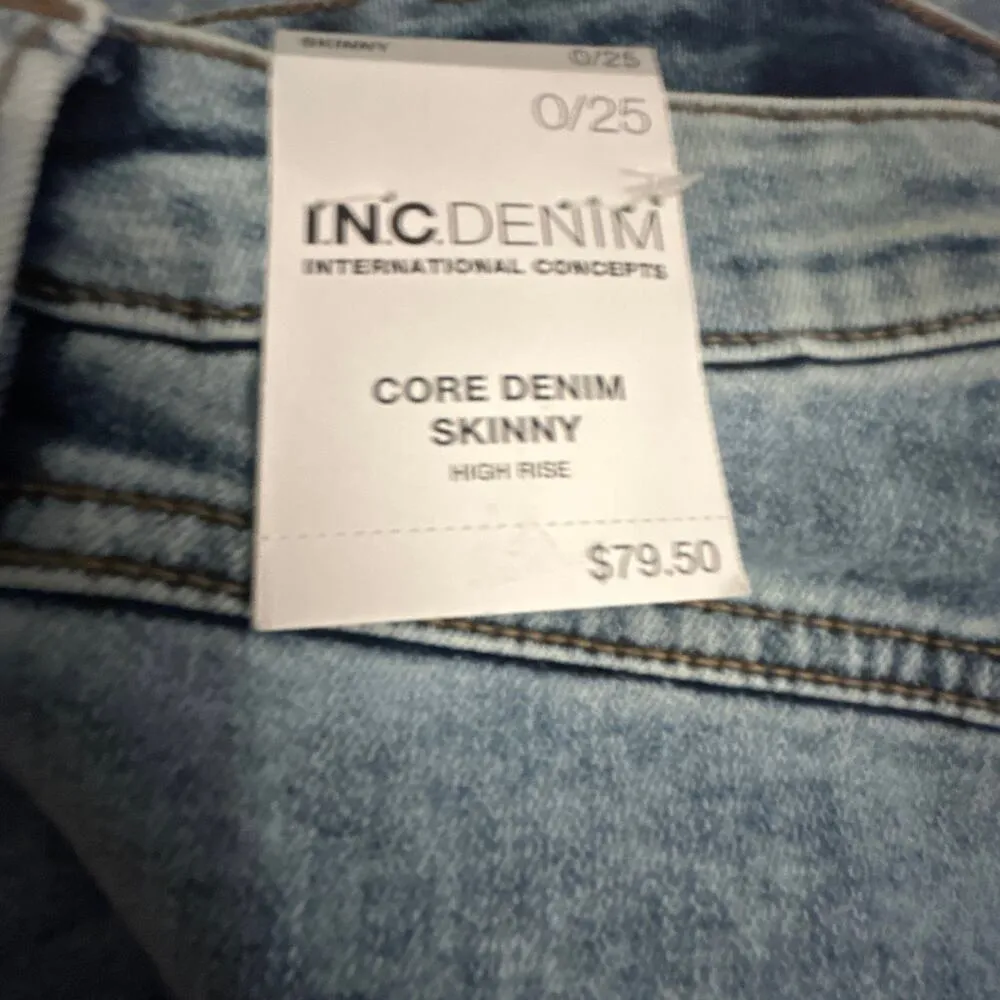 SKINNY 0/25
0/25
I.N.C.DENIM
INTERNATIONAL CONCEPTS
CORE DENIM
SKINNY
HIGH RISE
$79.50